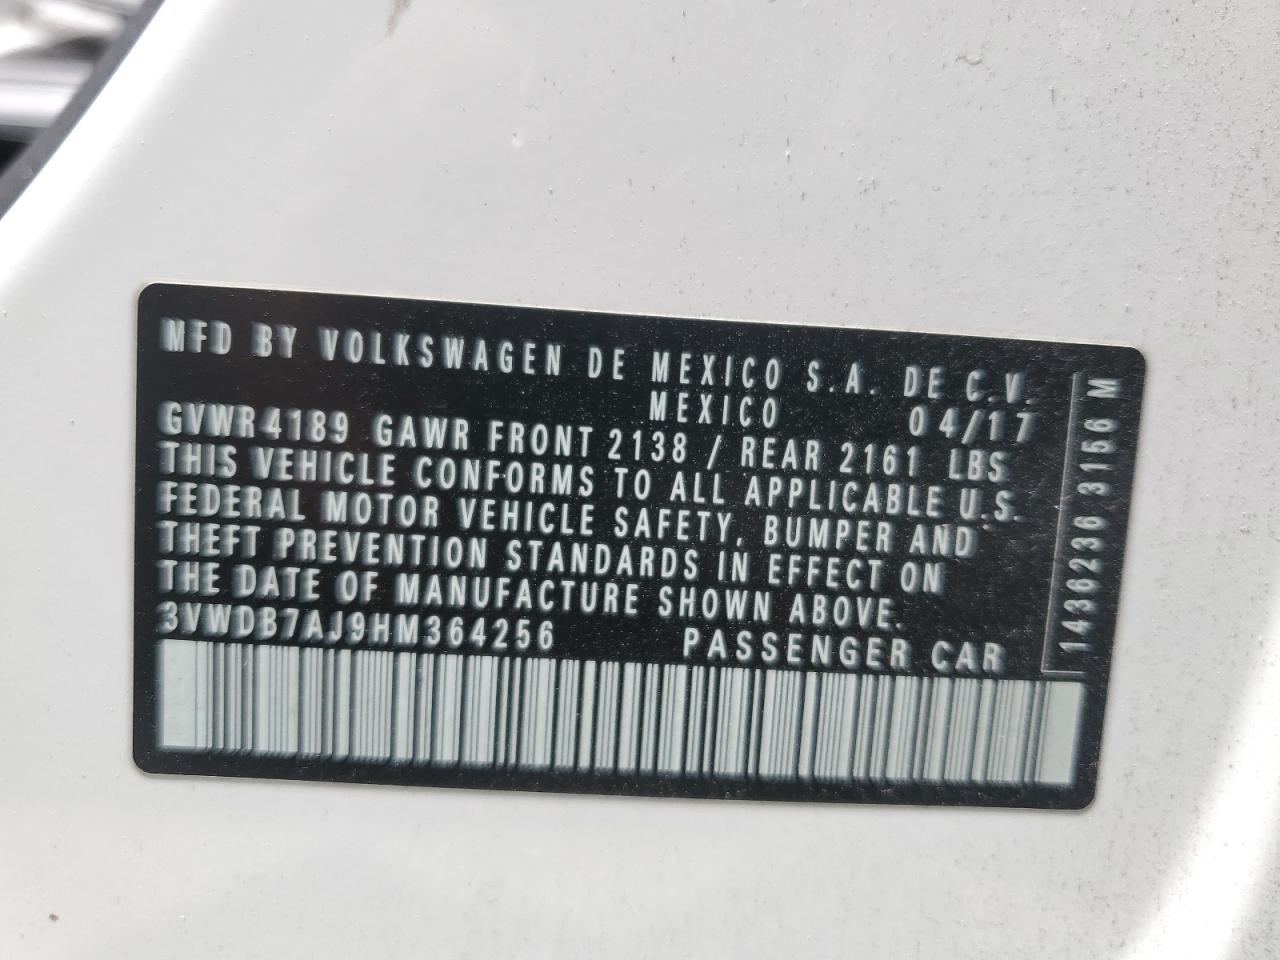 MFD BY VOLKSWAGEN DE MEXICO S.A. DE C.V.
MEXICO 04/17
GVWR4189 GAWR FRONT 2138 / REAR 2161 LBS
THIS VEHICLE CONFORMS TO ALL APPLICABLE U.S.
FEDERAL MOTOR VEHICLE SAFETY, BUMPER AND
THEFT PREVENTION STANDARDS IN EFFECT ON
THE DATE OF MANUFACTURE SHOWN ABOVE.
3VWDB7AJ9HM364256 PASSENGER CAR
1436236 3156 M